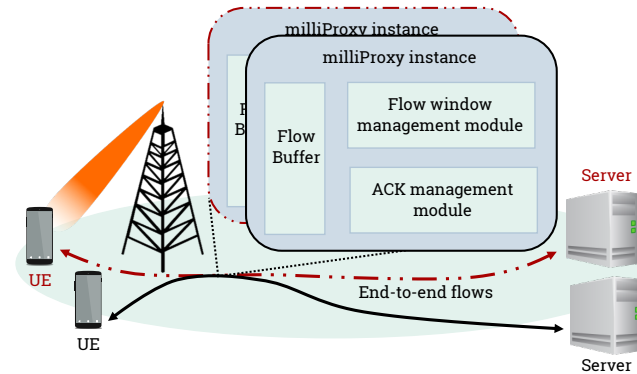 milliProxy instance
milliProxy instance
Flow
Buffer
Flow window
management module
ACK management
module
Server
UE
End-to-end flows
UE
Server